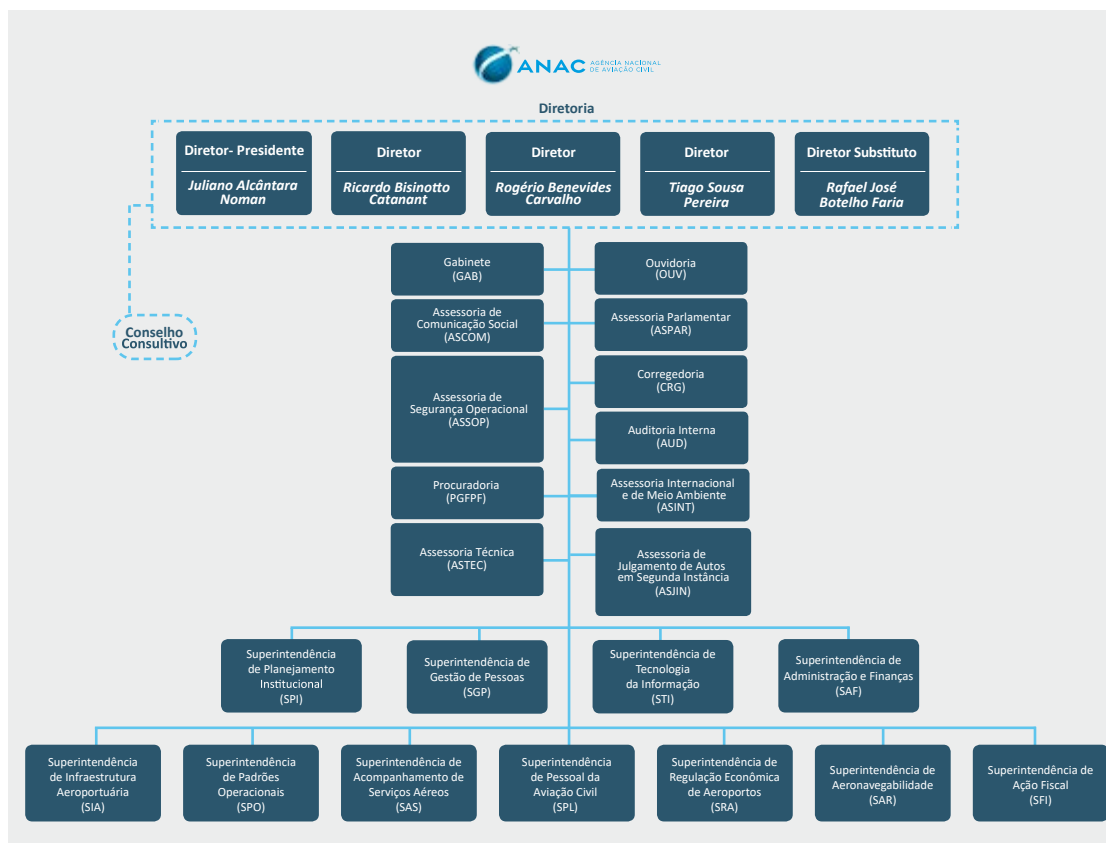 ANAC AGÊNCIA NACIONAL
DE AVIAÇÃO CIVIL
Diretoria
Diretor- Presidente
Juliano Alcântara
Noman
Diretor
Ricardo Bisinotto
Catanant
Diretor
Rogério Benevides
Carvalho
Diretor
Tiago Sousa
Pereira
Diretor Substituto
Rafael José
Botelho Faria
Conselho
Consultivo
Gabinete
(GAB)
Ouvidoria
(OUV)
Assessoria de
Comunicação Social
(ASCOM)
Assessoria Parlamentar
(ASPAR)
Assessoria de
Segurança Operacional
(ASSOP)
Corregedoria
(CRG)
Auditoria Interna
(AUD)
Procuradoria
(PGFPF)
Assessoria Internacional
e de Meio Ambiente
(ASINT)
Assessoria Técnica
(ASTEC)
Assessoria de
Julgamento de Autos
em Segunda Instância
(ASJIN)
Superintendência
de Planejamento
Institucional
(SPI)
Superintendência de
Gestão de Pessoas
(SGP)
Superintendência de
Tecnologia
da Informação
(STI)
Superintendência de
Administração e Finanças
(SAF)
Superintendência
de Infraestrutura
Aeroportuária
(SIA)
Superintendência
de Padrões
Operacionais
(SPO)
Superintendência de
Acompanhamento de
Serviços Aéreos
(SAS)
Superintendência
de Pessoal da
Aviação Civil
(SPL)
Superintendência de
Regulação Econômica
de Aeroportos
(SRA)
Superintendência de
Aeronavegabilidade
(SAR)
Superintendência de
Ação Fiscal
(SFI)